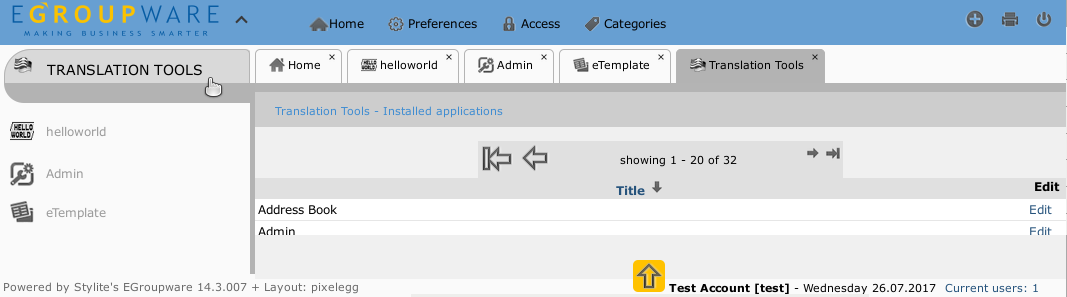 EGROUPWARE
MAKING BUSINESS SMARTER
Home Preferences Access Categories
TRANSLATION TOOLS
helloworld
Admin
eTemplate
Home × helloworld × Admin × eTemplate × Translation Tools ×
Translation Tools - Installed applications
showing 1 - 20 of 32
Title Edit
Address Book Edit
Admin Edit
Powered by Stylite's EGroupware 14.3.007 + Layout: pixelegg
Test Account [test] - Wednesday 26.07.2017 Current users: 1